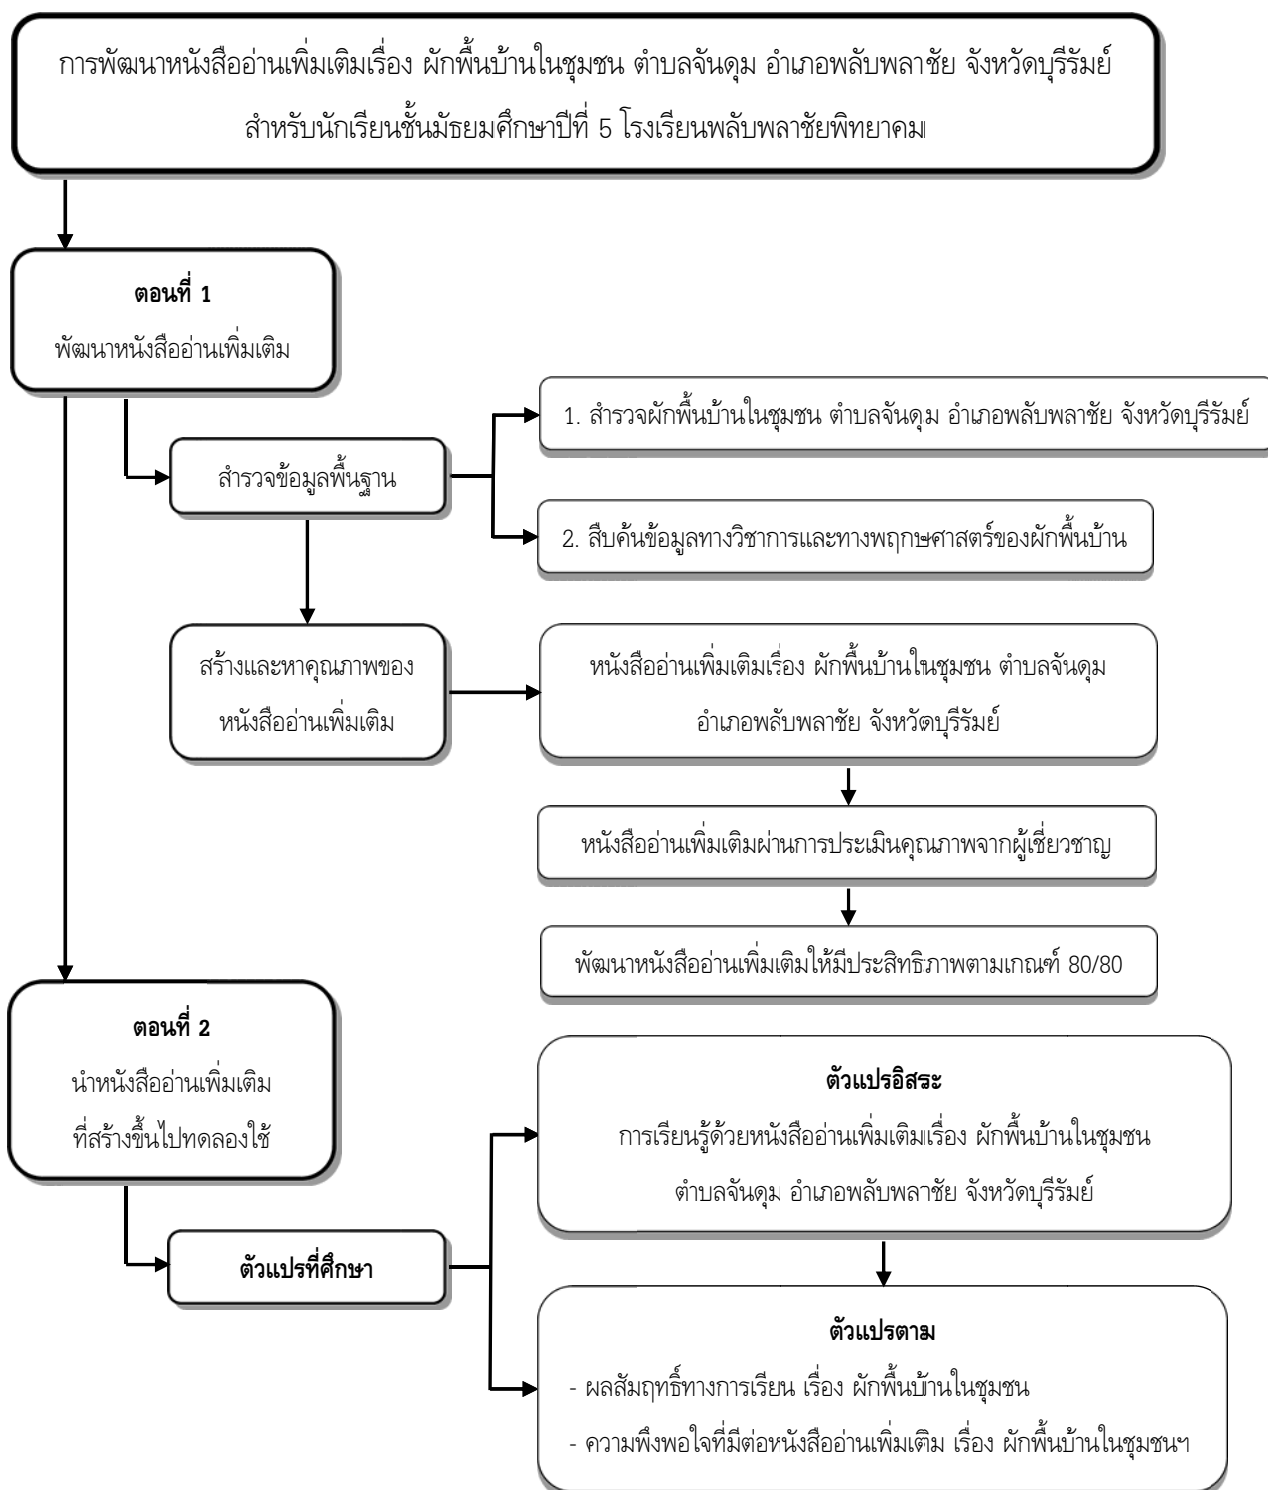 การพัฒนาหนังสืออ่านเพิ่มเติมเรื่อง ผักพื้นบ้านในชุมชน ตำบลจันดุม อำเภอพลับพลาชัย จังหวัดบุรีรัมย์
สำหรับนักเรียนชั้นมัธยมศึกษาปีที่ 5 โรงเรียนพลับพลาชัยพิทยาคม
ตอนที่ 1
พัฒนาหนังสืออ่านเพิ่มเติม
สำรวจข้อมูลพื้นฐาน
1. สำรวจผักพื้นบ้านในชุมชน ตำบลจันดุม อำเภอพลับพลาชัย จังหวัดบุรีรัมย์
2. สืบค้นข้อมูลทางวิชาการและทางพฤกษศาสตร์ของผักพื้นบ้าน
สร้างและหาคุณภาพของ
หนังสืออ่านเพิ่มเติม
หนังสืออ่านเพิ่มเติมเรื่อง ผักพื้นบ้านในชุมชน ตำบลจันดุม
อำเภอพลับพลาชัย จังหวัดบุรีรัมย์
หนังสืออ่านเพิ่มเติมผ่านการประเมินคุณภาพจากผู้เชี่ยวชาญ
พัฒนาหนังสืออ่านเพิ่มเติมให้มีประสิทธิภาพตามเกณฑ์ 80/80
ตอนที่ 2
นำหนังสืออ่านเพิ่มเติม
ที่สร้างขึ้นไปทดลองใช้
ตัวแปรที่ศึกษา
ตัวแปรอิสระ
การเรียนรู้ด้วยหนังสืออ่านเพิ่มเติมเรื่อง ผักพื้นบ้านในชุมชน
ตำบลจันดุม อำเภอพลับพลาชัย จังหวัดบุรีรัมย์
ตัวแปรตาม
- ผลสัมฤทธิ์ทางการเรียน เรื่อง ผักพื้นบ้านในชุมชน
- ความพึงพอใจที่มีต่อหนังสืออ่านเพิ่มเติม เรื่อง ผักพื้นบ้านในชุมชนฯ